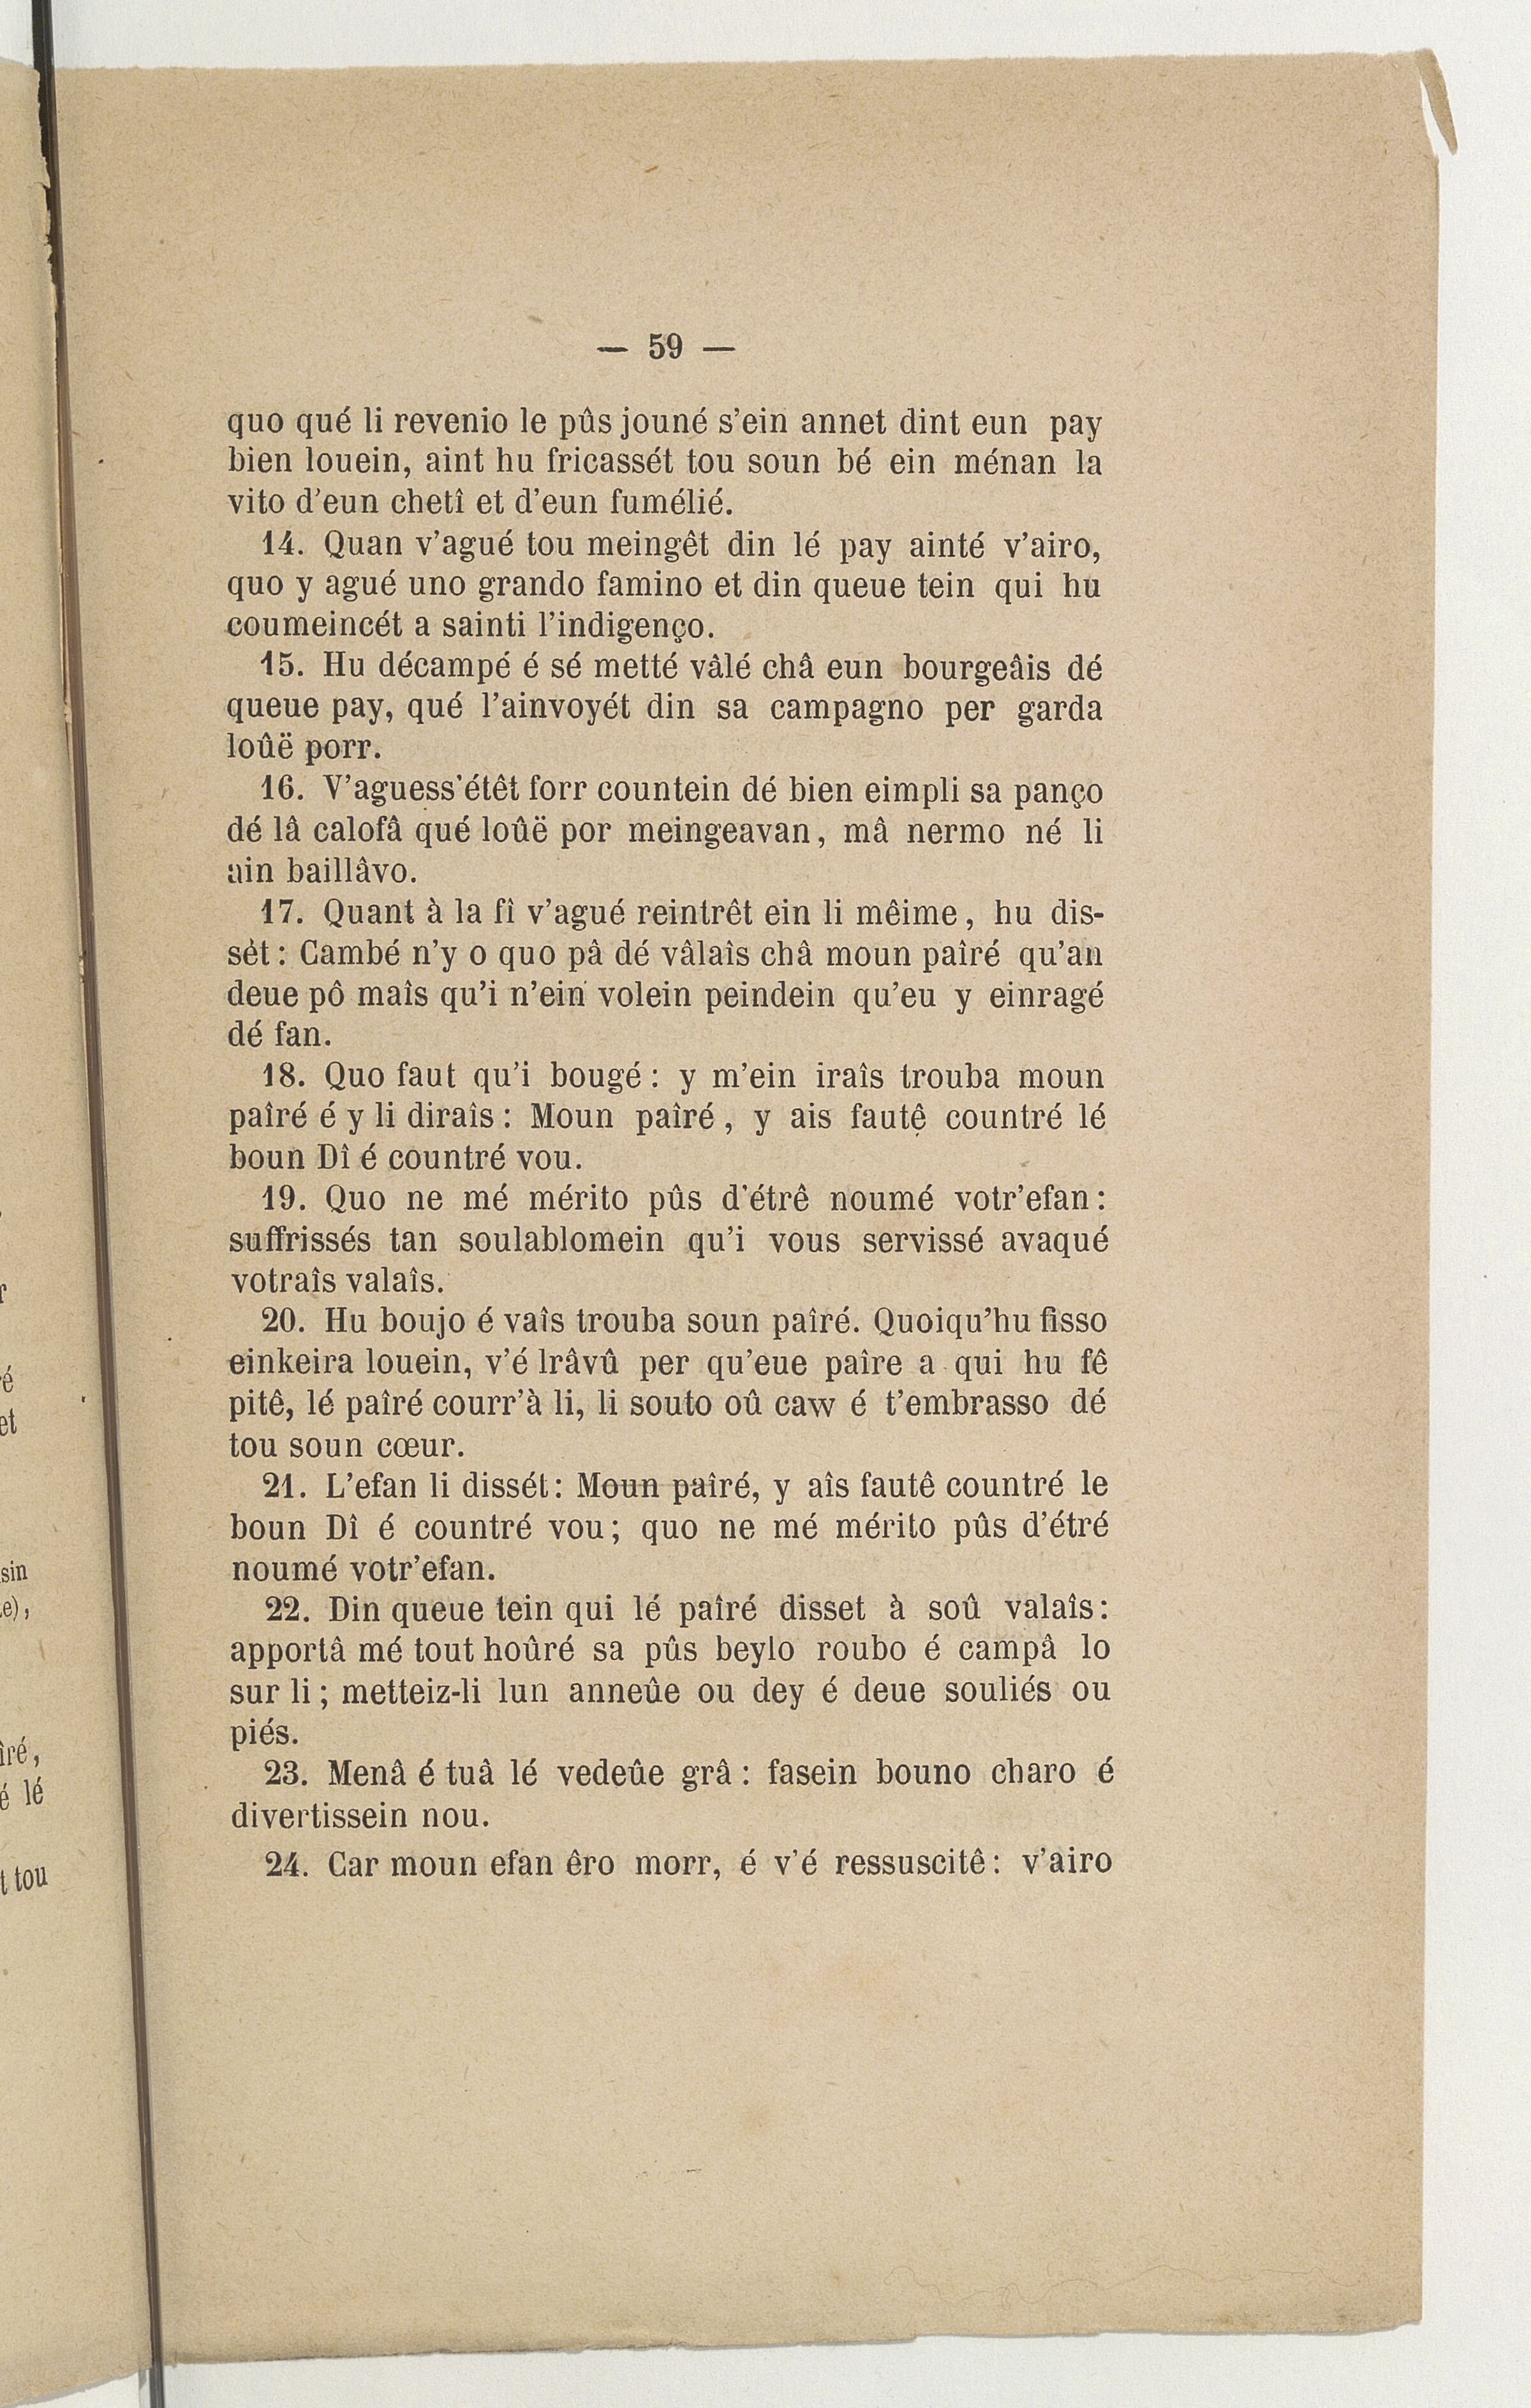 — 59 —
quo qué li revenio le pûs jouné s'ein annet dint eun pay
bien louein, aint hu fricassét tou soun bé ein ménan la
vito d'eun chetî et d'eun fumélié.
14. Quan v'agué tou meingêt din lé pay ainté v'airo,
quo y agué uno grando famino et din queue tein qui hu
coumeincét a sainti l'indigenço.
15. Hu décampé é sé metté vâlé châ eun bourgeâis dé
queue pay, qué l'ainvoyét din sa campagno per garda
loûë porr.
16. V'aguess'étêt forr countein dé bien eimpli sa panço
dé lâ calofâ qué loûë por meingeavan, mâ nermo né li
ain baillâvo.
17. Quant à la fî v'agué reintrêt ein li mêime, hu dis-
sèt : Cambé n'y o quo pâ dé vâlaîs châ moun paîré qu'an
deue pô maîs qu'i n'ein volein peindein qu'eu y einragé
dé fan.
18. Quo faut qu'i bougé : y m'ein iraîs trouba moun
paîré é y li diraîs : Moun paîré, y ais fautê countré lé
boun Dî é countré vou.
19. Quo ne mé mérito pûs d'étrê noumé votr'efan :
suffrissés tan soulablomein qu'i vous servissé avaqué
votraîs valaîs.
20. Hu boujo é vaîs trouba soun paîré. Quoiqu'hu fisso
einkeira louein, v'é lrâvû per qu'eue paîre a qui hu fê
pitê, lé paîré courr'à li, li souto oû caw é t'embrasso dé
tou soun cœur.
21. L'efan li dissét : Moun paîré, y aîs fautê countré le
boun Dî é countré vou ; quo ne mé mérito pûs d'étré
noumé votr'efan.
22. Din queue tein qui lé paîré disset à soû valaîs :
apportâ mé tout hoûré sa pûs beylo roubo é campâ lo
sur li ; metteiz-li lun anneûe ou dey é deue souliés ou
piés.
23. Menâ é tuâ lé vedeûe grâ : fasein bouno charo é
divertissein nou.
24. Car moun efan êro morr, é v'é ressuscitê : v'airo